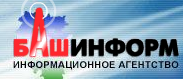 БАШИНФОРМ
ИНФОРМАЦИОННОЕ АГЕНТСТВО